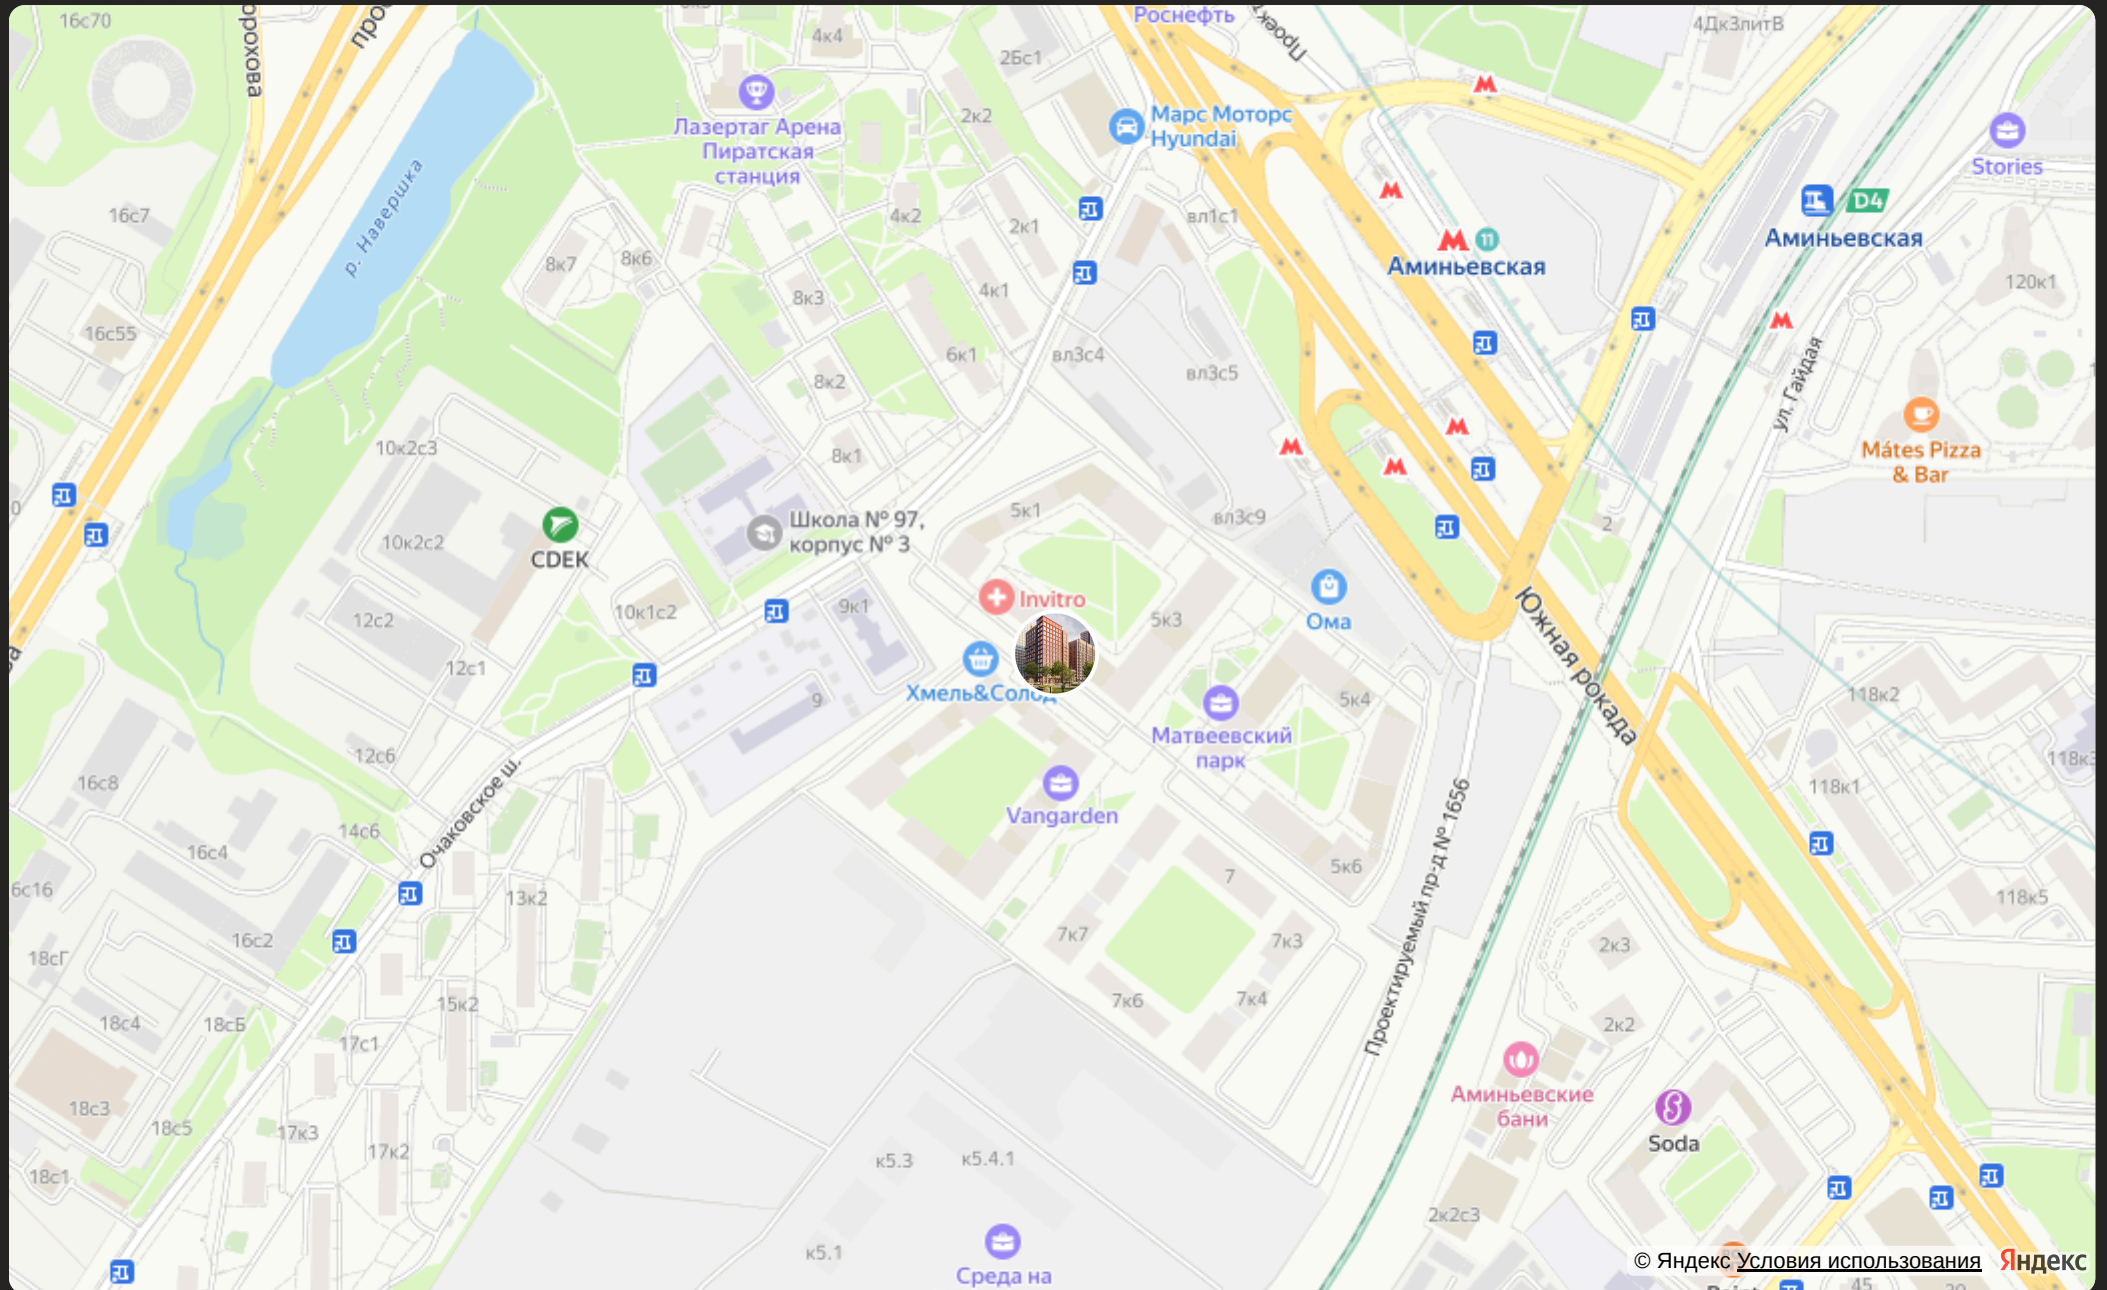 16с70
орохова
4к4
2Бс1
Роснефть
Проект
4Дк3литВ
Лазертаг Арена
Пиратская
станция
2к2
Марс Моторс
Hyundai
Stories
D4
Аминьевская
р. Навершка
16с7
4к2
2к1
вл1с1
11
Аминьевская
8к7
8к6
8к3
4к1
120к1
16с55
6к1
вл3с4
вл3с5
8к2
ул. Гайдая
10к2с3
8к1
Mátes Pizza
& Bar
5к1
вл3с9
2
Школа № 97,
корпус № 3
10к2с2
CDEK
Invitro
9к1
10к1с2
12с2
5к3
Ома
Южная рокада
12с1
Хмель&Солод
9
5к4
118к2
Матвеевский
парк
12с6
118к1
16с8
Vangarden
Очаковское ш.
14с6
16с4
5к6
7
Проектируемый пр-д № 1656
6с16
13к2
118к5
16с2
7к7
7к3
2к3
18сГ
7к6
7к4
15к2
18с4
18сБ
2к2
17с1
Аминьевские
бани
18с3
18с5
17к3
Soda
17к2
к5.3
к5.4.1
18с1
2к2с3
к5.1
Среда на
© Яндекс Условия использования
Яндекс
45